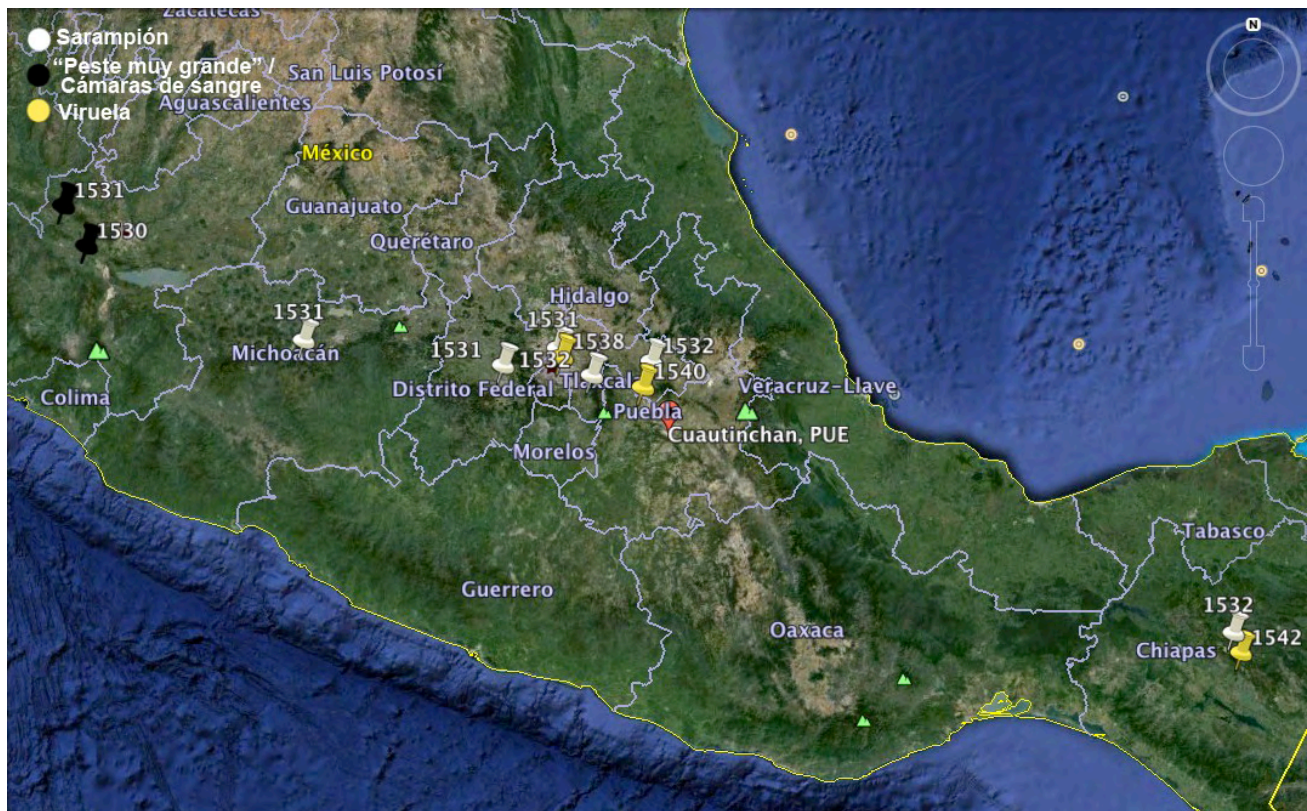 Zacatecas
Sarampión
“Peste muy grande” /
Cámaras de sangre
Viruela
San Luis Potosí
Aguascalientes
México
1531
1530
Guanajuato
Querétaro
N
Hidalgo
1531
Michoacán
1531
1531
1538
1532
1532
1540
Distrito Federal
Tlaxcal
Puebla
Veracruz-Llave
Colima
Cuautinchan, PUE
Morelos
Tabasco
Guerrero
Oaxaca
1532
Chiapas
1542